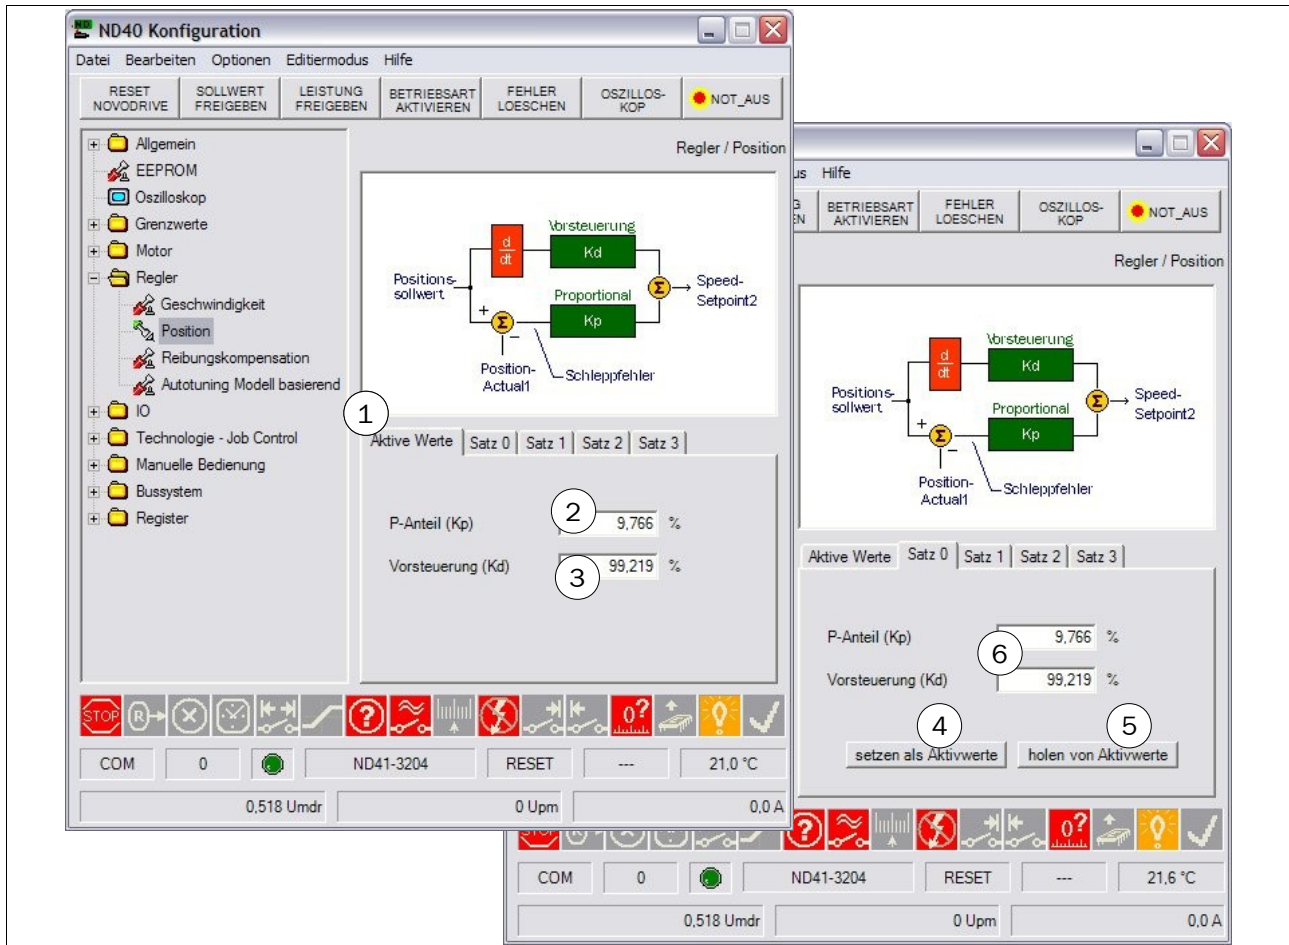 ND40 Konfiguration
Datei Bearbeiten Optionen Editiermodus Hilfe
RESET NOVODRIVE
SOLLWERT FREIGEBEN
LEISTUNG FREIGEBEN
BETRIEBSART AKTIVIEREN
FEHLER LOESCHEN
OSZILLOS-KOP
NOT_AUS
Allgemein
EEPROM
Oszilloskop
Grenzwerte
Motor
Regler
Geschwindigkeit
Position
Reibungskompensation
Autotuning Modell basierend
IO
Technologie - Job Control
Manuelle Bedienung
Bussystem
Register
Regler / Position
Vorsteuerung
d
dt
Kd
Positions-
sollwert
Proportional
Speed-
Setpoint2
Σ
+
Σ
Kp
−
Position-
Actual1
Schleppfehler
1
Aktive Werte Satz 0 Satz 1 Satz 2 Satz 3
2
P-Anteil (Kp) 9,766 %
Vorsteuerung (Kd) 99,219 %
3
STOP
R
0?
COM 0 ND41-3204 RESET --- 21,0 °C
0,518 Umdr 0 Upm 0,0 A
us Hilfe
G
EN
BETRIEBSART AKTIVIEREN
FEHLER LOESCHEN
OSZILLOS-KOP
NOT_AUS
Regler / Position
Vorsteuerung
d
dt
Kd
Positions-
sollwert
Proportional
Speed-
Setpoint2
Σ
+
Σ
Kp
−
Position-
Actual1
Schleppfehler
Aktive Werte Satz 0 Satz 1 Satz 2 Satz 3
P-Anteil (Kp) 9,766 %
6
Vorsteuerung (Kd) 99,219 %
4
5
setzen als Aktivwerte holen von Aktivwerte
STOP
R
0?
COM 0 ND41-3204 RESET --- 21,6 °C
0,518 Umdr 0 Upm 0,0 A